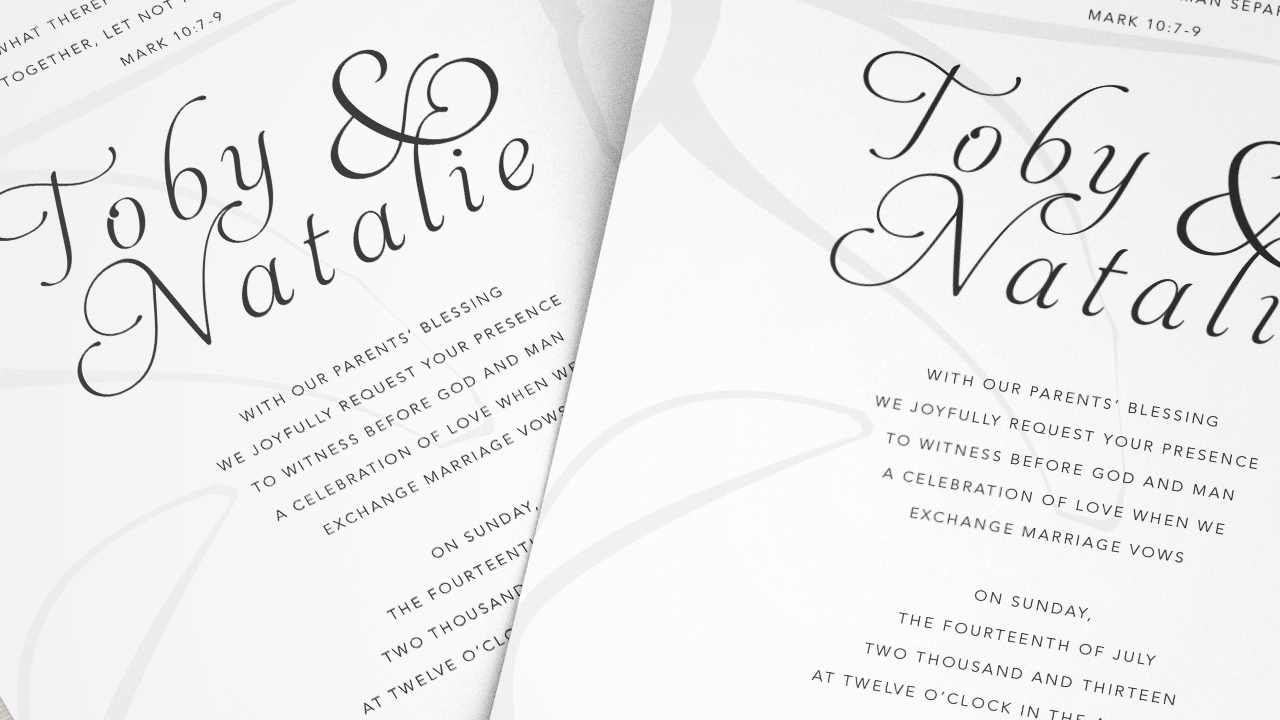 TOGETHER, LET NOT
MARK 10:7-9
Toby &
Natalie
WITH OUR PARENTS' BLESSING
WE JOYFULLY REQUEST YOUR PRESENCE
TO WITNESS BEFORE GOD AND MAN
A CELEBRATION OF LOVE WHEN WE
EXCHANGE MARRIAGE VOWS
ON SUNDAY,
THE FOURTEENTH
TWO THOUSAND
AT TWELVE O'CLOCK
MARK 10:7-9
Toby &
Natali
WITH OUR PARENTS' BLESSING
WE JOYFULLY REQUEST YOUR PRESENCE
TO WITNESS BEFORE GOD AND MAN
A CELEBRATION OF LOVE WHEN WE
EXCHANGE MARRIAGE VOWS
ON SUNDAY,
THE FOURTEENTH OF JULY
TWO THOUSAND AND THIRTEEN
AT TWELVE O'CLOCK IN THE